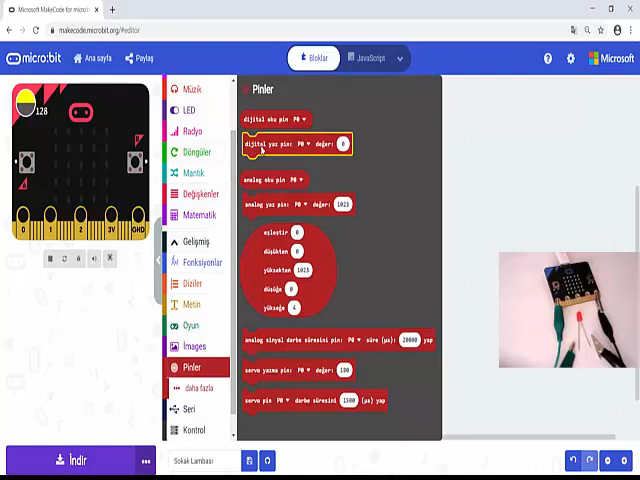 Microsoft MakeCode for micro:bit
makecode.microbit.org/#editor
micro:bit
Ana sayfa
Paylaş
Bloklar
JavaScript
Microsoft
128
0 1 2 3V GND
Müzik
LED
Radyo
Döngüler
Mantık
Değişkenler
Matematik
Gelişmiş
Fonksiyonlar
Diziler
Metin
Oyun
Images
Pinler
daha fazla
Seri
Kontrol
Pinler
dijital oku pin P0
dijital yaz pin: P0 değer: 0
analog oku pin P0
analog yaz pin: P0 değer: 1023
eşleştir 0
düşükten 0
yüksekten 1023
düşüğe 0
yükseğe 4
analog sinyal darbe süresini pin: P0 süre (µs) 20000 yap
servo yazma pin: P0 değer: 180
servo pin P0 darbe süresini 1500 (µs) yap
İndir
Sokak Lambası